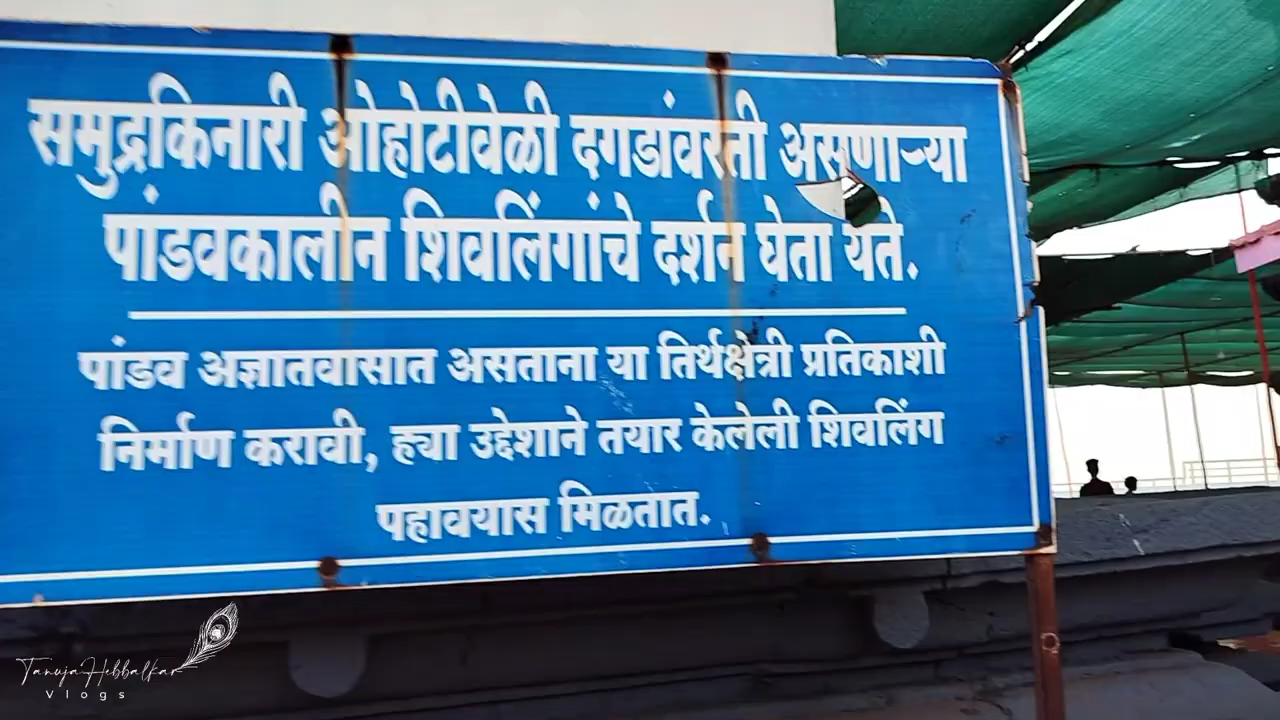 समुद्रकिनारी ओहोटीवेळी दगडांवरती असणाऱ्या
पांडवकालीन शिवलिंगांचे दर्शन घेता येते.
पांडव अज्ञातवासात असताना या तिर्थक्षेत्री प्रतिकाशी
निर्माण करावी, ह्या उद्देशाने तयार केलेली शिवलिंग
पहावयास मिळतात.
Tanuja Hebbalkar
Vlogs